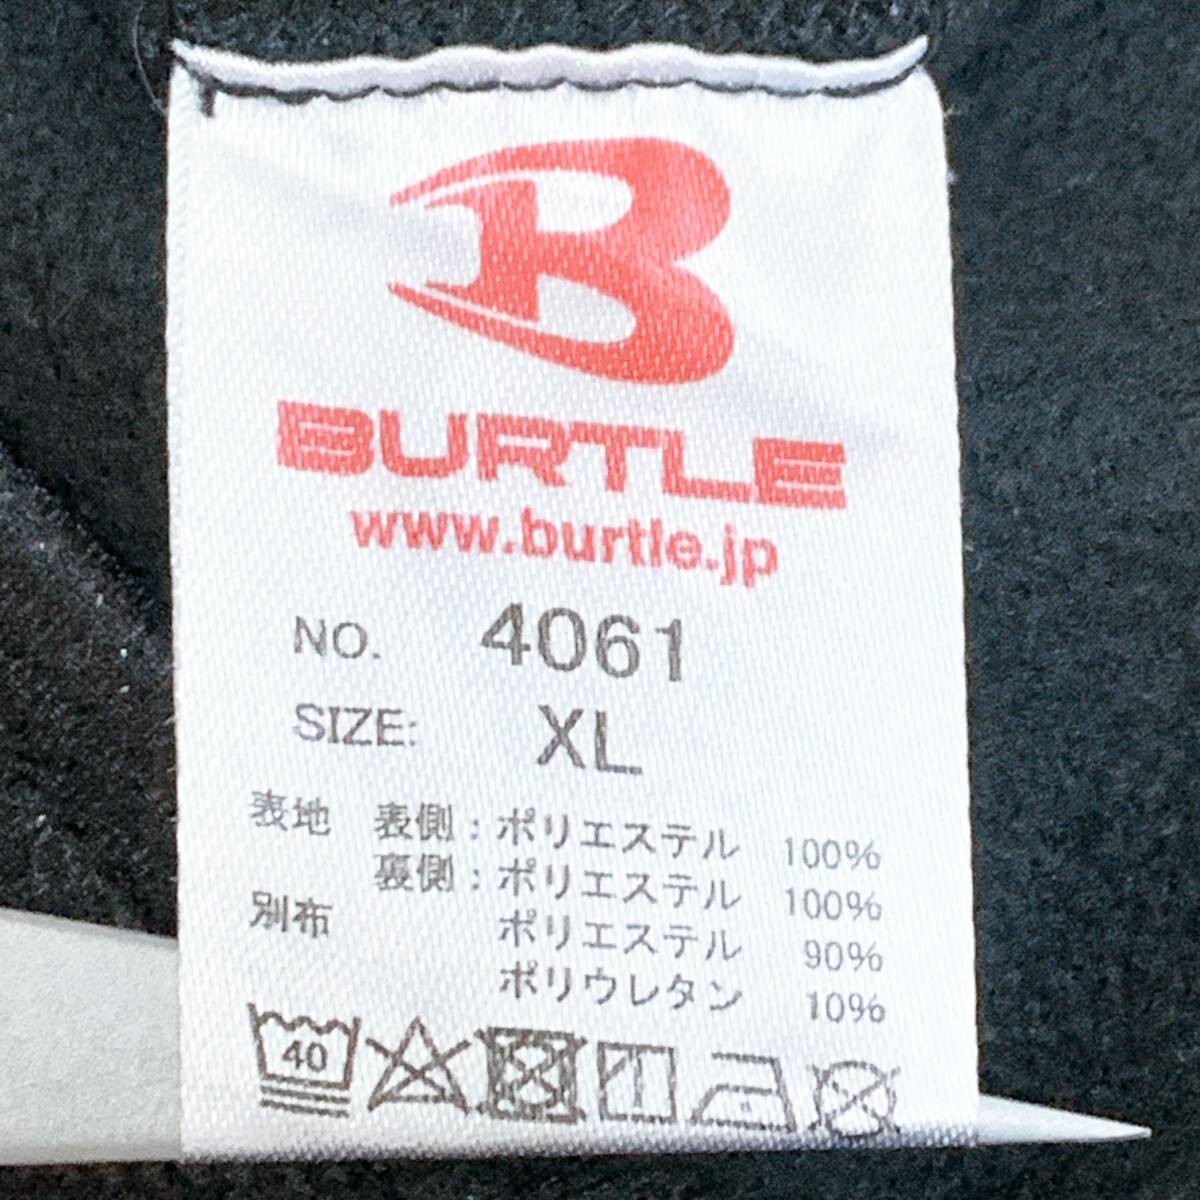 B
BURTLE
www.burtle.jp
NO. 4061
SIZE: XL
表地 表側：ポリエステル 100%
裏側：ポリエステル 100%
別布 ポリエステル 90%
ポリウレタン 10%
40